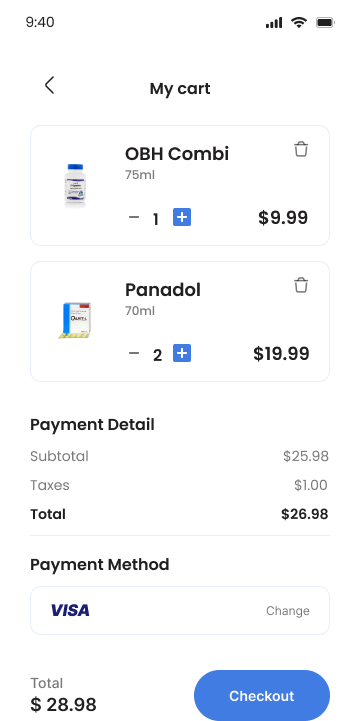 9:40
My cart
OBH Combi
75ml
1
$9.99
Panadol
70ml
2
$19.99
Payment Detail
Subtotal $25.98
Taxes $1.00
Total $26.98
Payment Method
VISA Change
Total
$ 28.98
Checkout